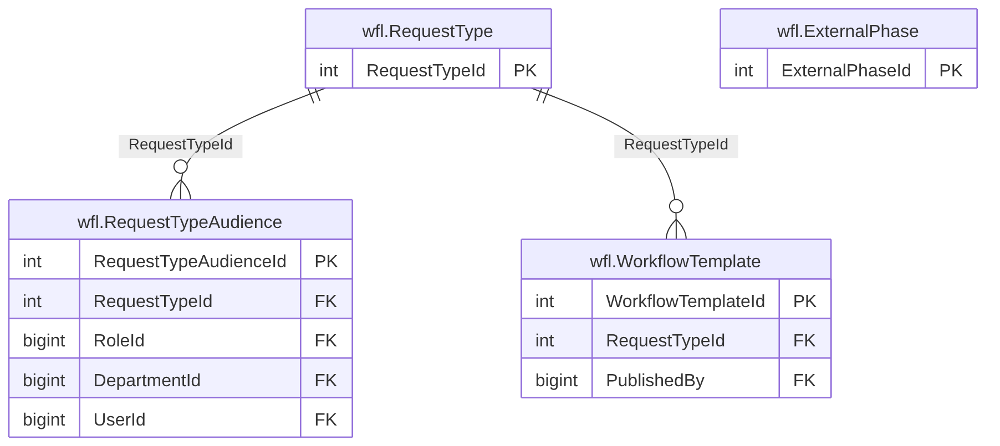 wfl.RequestType
int RequestTypeId PK
wfl.ExternalPhase
int ExternalPhaseId PK
RequestTypeId
RequestTypeId
wfl.RequestTypeAudience
int RequestTypeAudienceId PK
int RequestTypeId FK
bigint RoleId FK
bigint DepartmentId FK
bigint UserId FK
wfl.WorkflowTemplate
int WorkflowTemplateId PK
int RequestTypeId FK
bigint PublishedBy FK